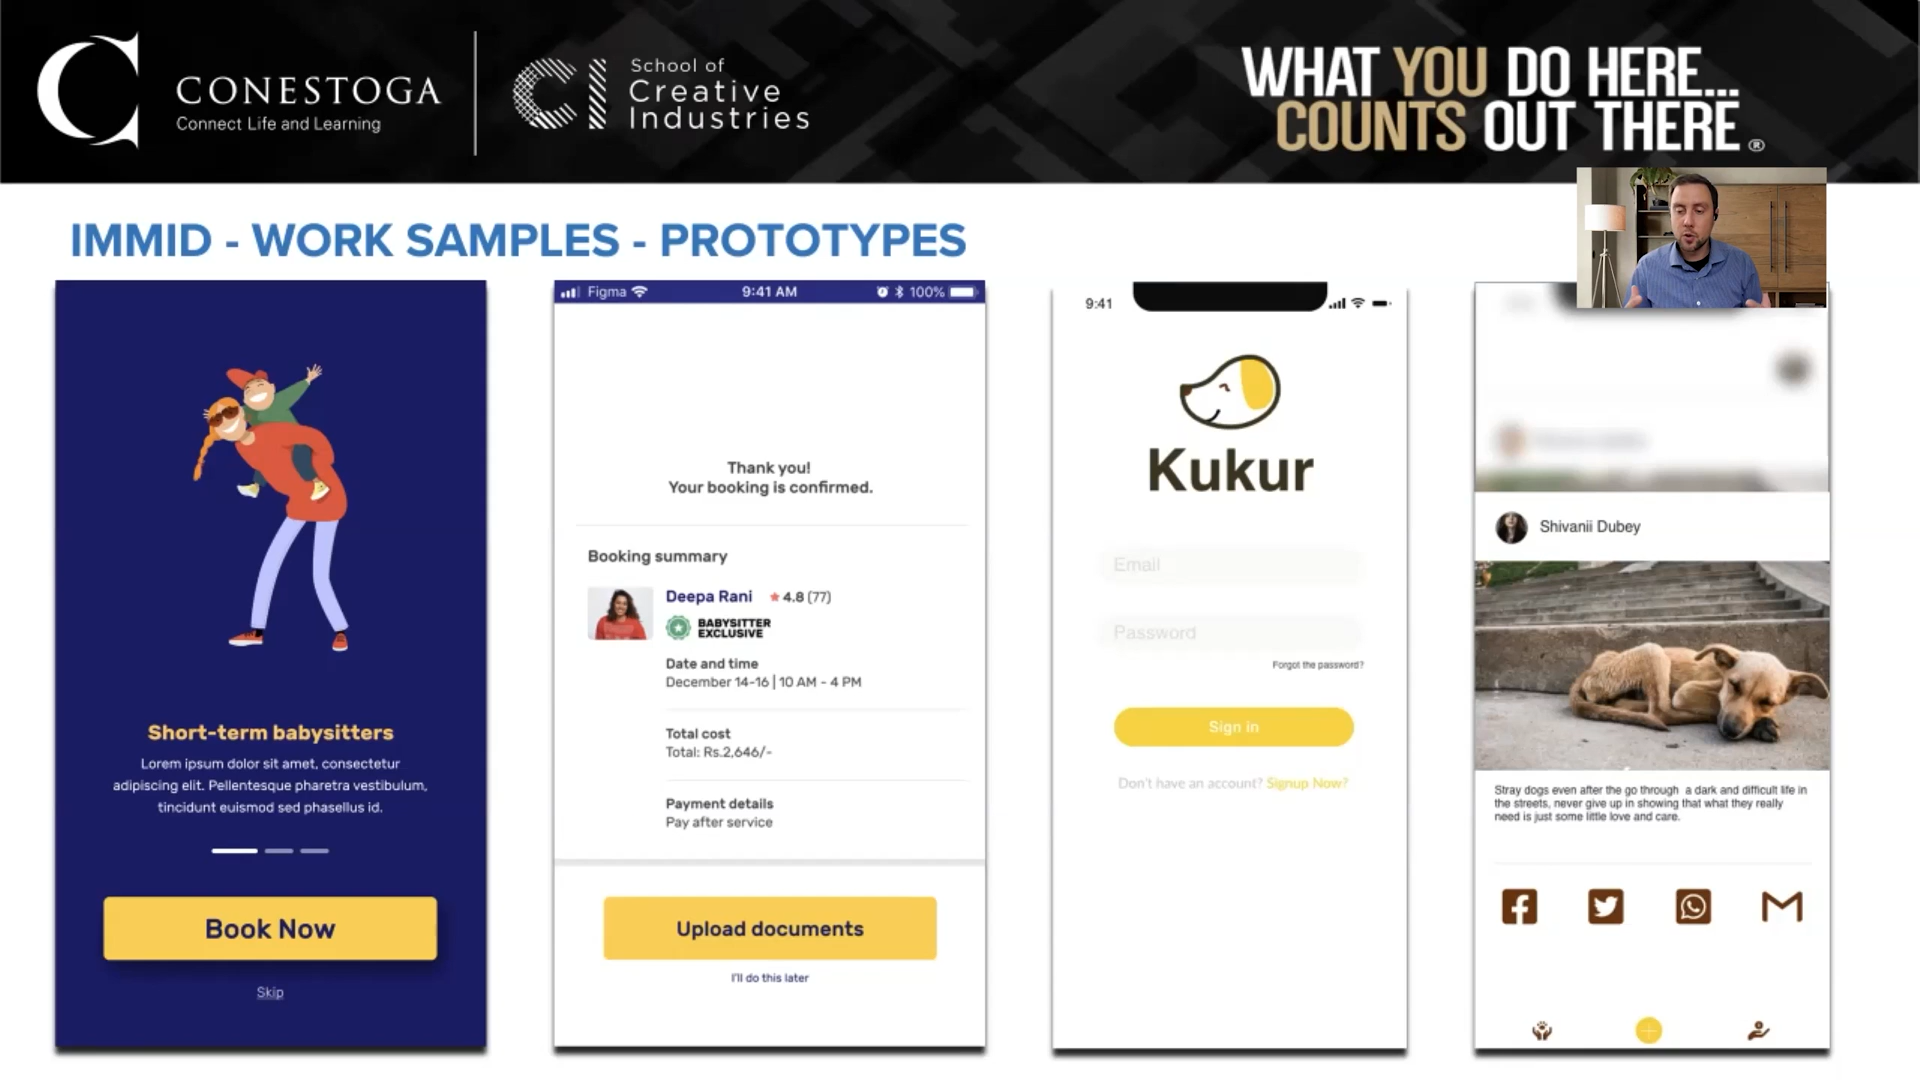 CONESTOGA
Connect Life and Learning
School of
Creative
Industries
WHAT YOU DO HERE...
COUNTS OUT THERE®
IMMID - WORK SAMPLES - PROTOTYPES
Short-term babysitters
Lorem ipsum dolor sit amet, consectetur
adipiscing elit. Pellentesque pharetra vestibulum,
tincidunt euismod sed phasellus id.
Book Now
Skip
Figma 9:41 AM 100%
Thank you!
Your booking is confirmed.
Booking summary
Deepa Rani 4.8 (77)
BABYSITTER
EXCLUSIVE
Date and time
December 14-16 | 10 AM - 4 PM
Total cost
Total: Rs.2,646/-
Payment details
Pay after service
Upload documents
I'll do this later
9:41
Kukur
Email
Password
Forgot the password?
Sign in
Don't have an account? Signup Now?
Shivanii Dubey
Stray dogs even after the go through a dark and difficult life in
the streets, never give up in showing that what they really
need is just some little love and care.